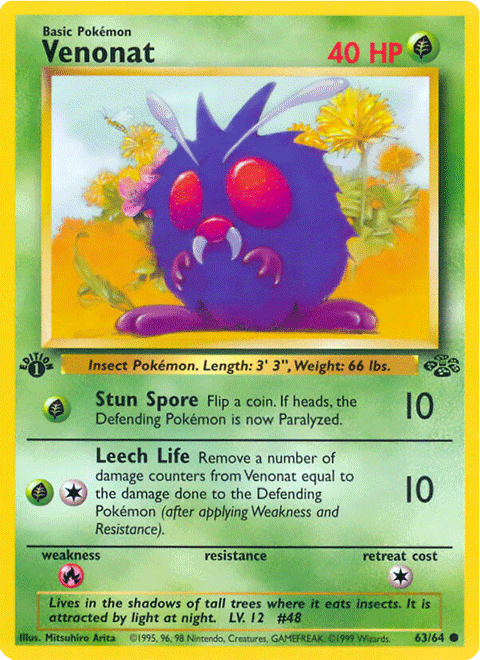 Basic Pokémon
Venonat
40 HP
EDITION
1
Insect Pokémon. Length: 3' 3", Weight: 66 lbs.
Stun Spore Flip a coin. If heads, the
Defending Pokémon is now Paralyzed.
10
Leech Life Remove a number of
damage counters from Venonat equal to
the damage done to the Defending
Pokémon (after applying Weakness and
Resistance).
10
weakness resistance retreat cost
Lives in the shadows of tall trees where it eats insects. It is
attracted by light at night. LV. 12 #48
Illus. Mitsuhiro Arita ©1995, 96, 98 Nintendo, Creatures, GAMEFREAK. ©1999 Wizards. 63/64